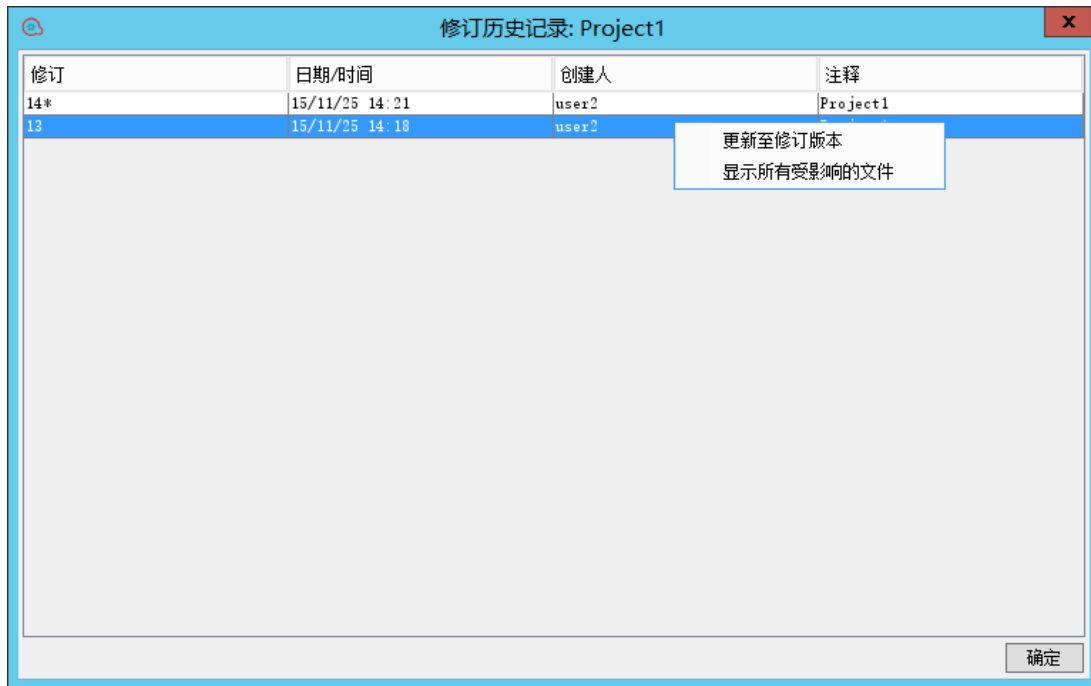 修订历史记录: Project1
x
修订 日期/时间 创建人 注释
14* 15/11/25 14:21 user2 Project1
13 15/11/25 14:18 user2
更新至修订版本
显示所有受影响的文件
确定